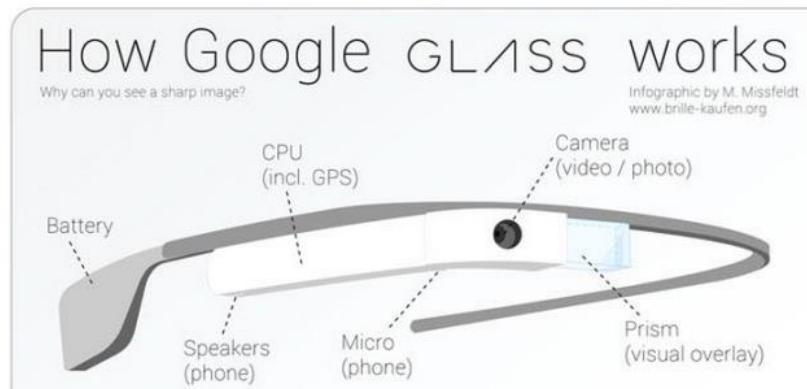 How Google GLASS works
Why can you see a sharp image?
Infographic by M. Missfeldt
www.brille-kaufen.org
Camera
(video / photo)
CPU
(incl. GPS)
Battery
Speakers
(phone)
Micro
(phone)
Prism
(visual overlay)